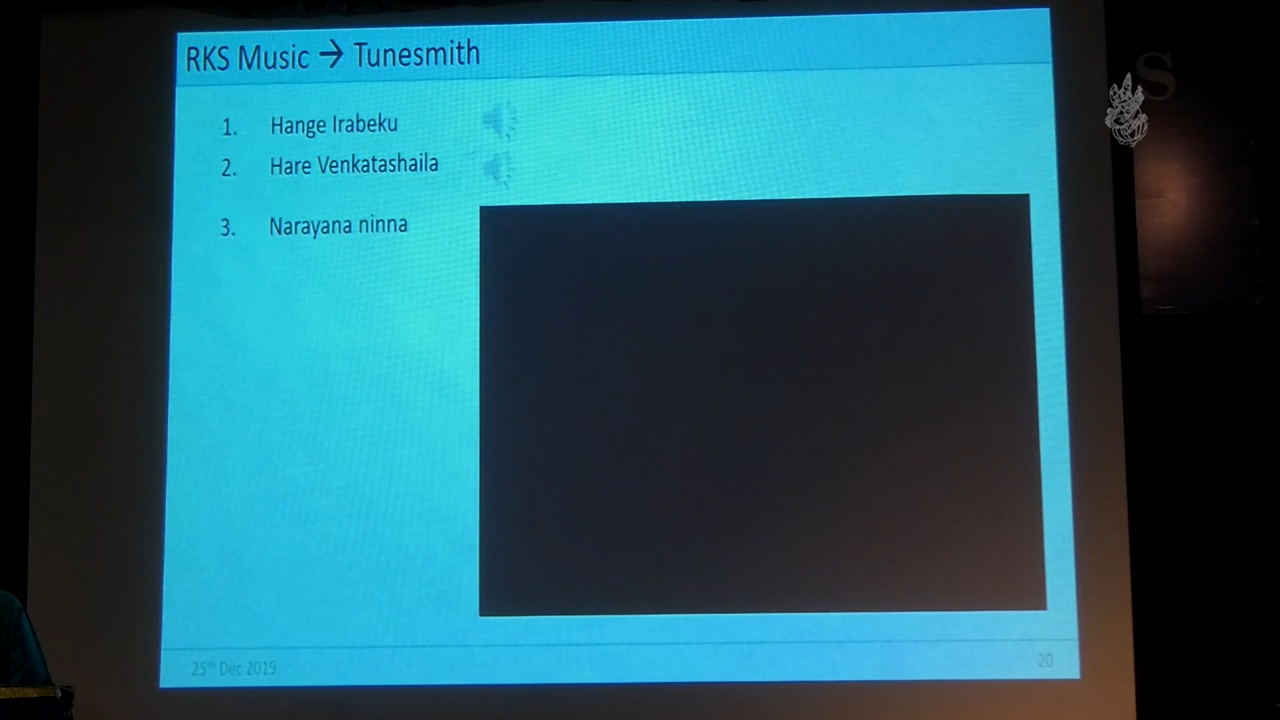 RKS Music → Tunesmith
1. Hange Irabeku
2. Hare Venkatashaila
3. Narayana ninna
25th Dec 2019
20
S